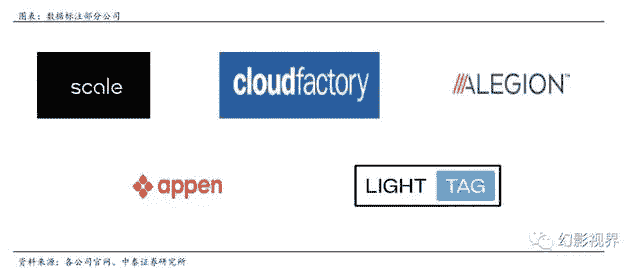 图表：数据标注部分公司
scale
cloudfactory
ALEGION™
appen
LIGHT TAG
幻影视界
资料来源：各公司官网、中泰证券研究所